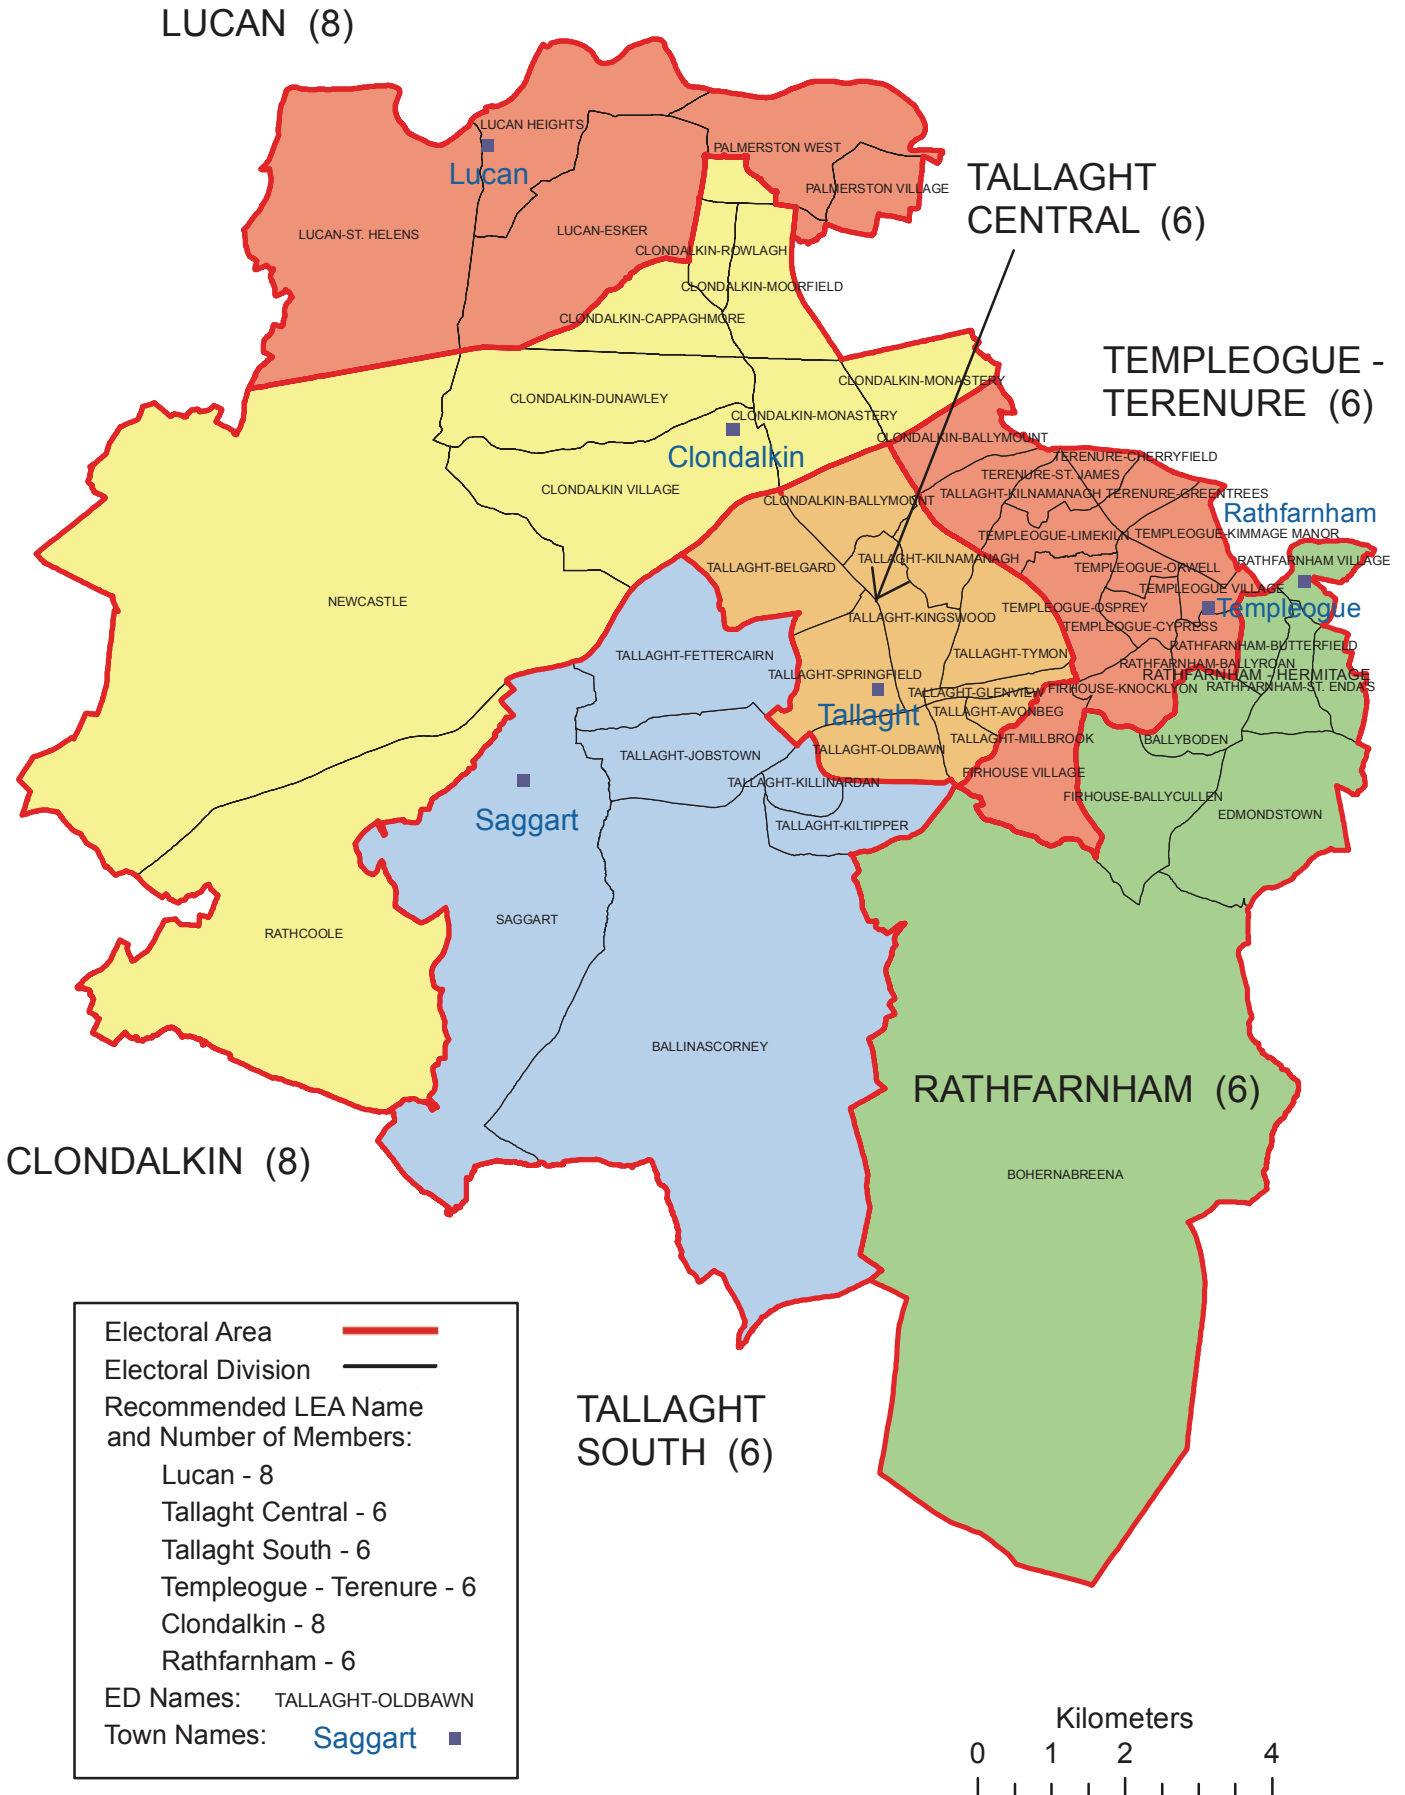 LUCAN (8)
LUCAN HEIGHTS
Lucan
PALMERSTON WEST
PALMERSTON VILLAGE
TALLAGHT
CENTRAL (6)
LUCAN-ST. HELENS
LUCAN-ESKER
CLONDALKIN-ROWLAGH
CLONDALKIN-MOORFIELD
CLONDALKIN-CAPPAGHMORE
TEMPLEOGUE -
TERENURE (6)
CLONDALKIN-MONASTERY
CLONDALKIN-DUNAWLEY
CLONDALKIN-MONASTERY
Clondalkin
CLONDALKIN-BALLYMOUNT
TERENURE-CHERRYFIELD
TERENURE-ST. JAMES
CLONDALKIN VILLAGE
CLONDALKIN-BALLYMOUNT
TALLAGHT-KILNAMANAGH
TERENURE-GREENTREES
Rathfarnham
TEMPLEOGUE-LIMEKILN
TEMPLEOGUE-KIMMAGE MANOR
TALLAGHT-BELGARD
TALLAGHT-KILNAMANAGH
TEMPLEOGUE-ORWELL
RATHFARNHAM VILLAGE
TEMPLEOGUE VILLAGE
NEWCASTLE
TEMPLEOGUE-OSPREY
Templeogue
TALLAGHT-KINGSWOOD
TEMPLEOGUE-CYPRESS
TALLAGHT-FETTERCAIRN
TALLAGHT-TYMON
RATHFARNHAM-BUTTERFIELD
RATHFARNHAM-BALLYROAN
TALLAGHT-SPRINGFIELD
RATHFARNHAM - HERMITAGE
TALLAGHT-GLENVIEW
FIRHOUSE-KNOCKLYON
RATHFARNHAM-ST. ENDA'S
Tallaght
TALLAGHT-AVONBEG
TALLAGHT-JOBSTOWN
TALLAGHT-OLDBAWN
TALLAGHT-MILLBROOK
BALLYBODEN
FIRHOUSE VILLAGE
TALLAGHT-KILLINARDAN
FIRHOUSE-BALLYCULLEN
Saggart
TALLAGHT-KILTIPPER
EDMONDSTOWN
SAGGART
RATHCOOLE
BALLINASCORNEY
RATHFARNHAM (6)
CLONDALKIN (8)
BOHERNABREENA
TALLAGHT
SOUTH (6)
Electoral Area
Electoral Division
Recommended LEA Name
and Number of Members:
Lucan - 8
Tallaght Central - 6
Tallaght South - 6
Templeogue - Terenure - 6
Clondalkin - 8
Rathfarnham - 6
ED Names: TALLAGHT-OLDBAWN
Town Names: Saggart
Kilometers
0 1 2 4